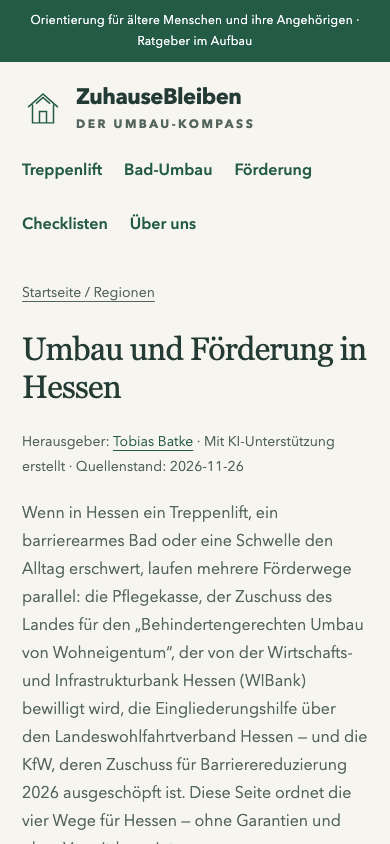 Orientierung für ältere Menschen und ihre Angehörigen ·
Ratgeber im Aufbau
ZuhauseBleiben
DER UMBAU-KOMPASS
Treppenlift Bad-Umbau Förderung
Checklisten Über uns
Startseite / Regionen
Umbau und Förderung in
Hessen
Herausgeber: Tobias Batke · Mit KI-Unterstützung
erstellt · Quellenstand: 2026-11-26
Wenn in Hessen ein Treppenlift, ein
barrierearmes Bad oder eine Schwelle den
Alltag erschwert, laufen mehrere Förderwege
parallel: die Pflegekasse, der Zuschuss des
Landes für den „Behindertengerechten Umbau
von Wohneigentum“, der von der Wirtschafts-
und Infrastrukturbank Hessen (WIBank)
bewilligt wird, die Eingliederungshilfe über
den Landeswohlfahrtverband Hessen – und die
KfW, deren Zuschuss für Barrierereduzierung
2026 ausgeschöpft ist. Diese Seite ordnet die
vier Wege für Hessen – ohne Garantien und